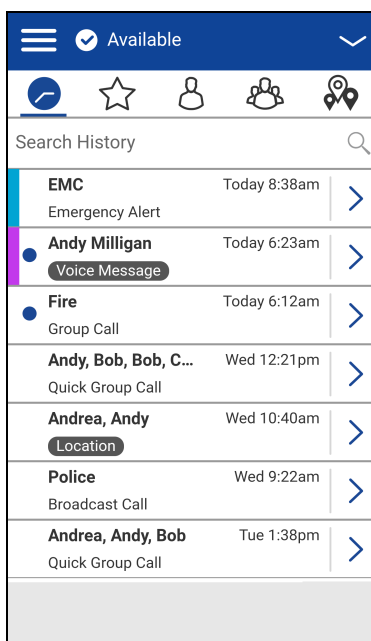 Available
Search History
EMC Today 8:38am
Emergency Alert
Andy Milligan Today 6:23am
Voice Message
Fire Today 6:12am
Group Call
Andy, Bob, Bob, C... Wed 12:21pm
Quick Group Call
Andrea, Andy Wed 10:40am
Location
Police Wed 9:22am
Broadcast Call
Andrea, Andy, Bob Tue 1:38pm
Quick Group Call